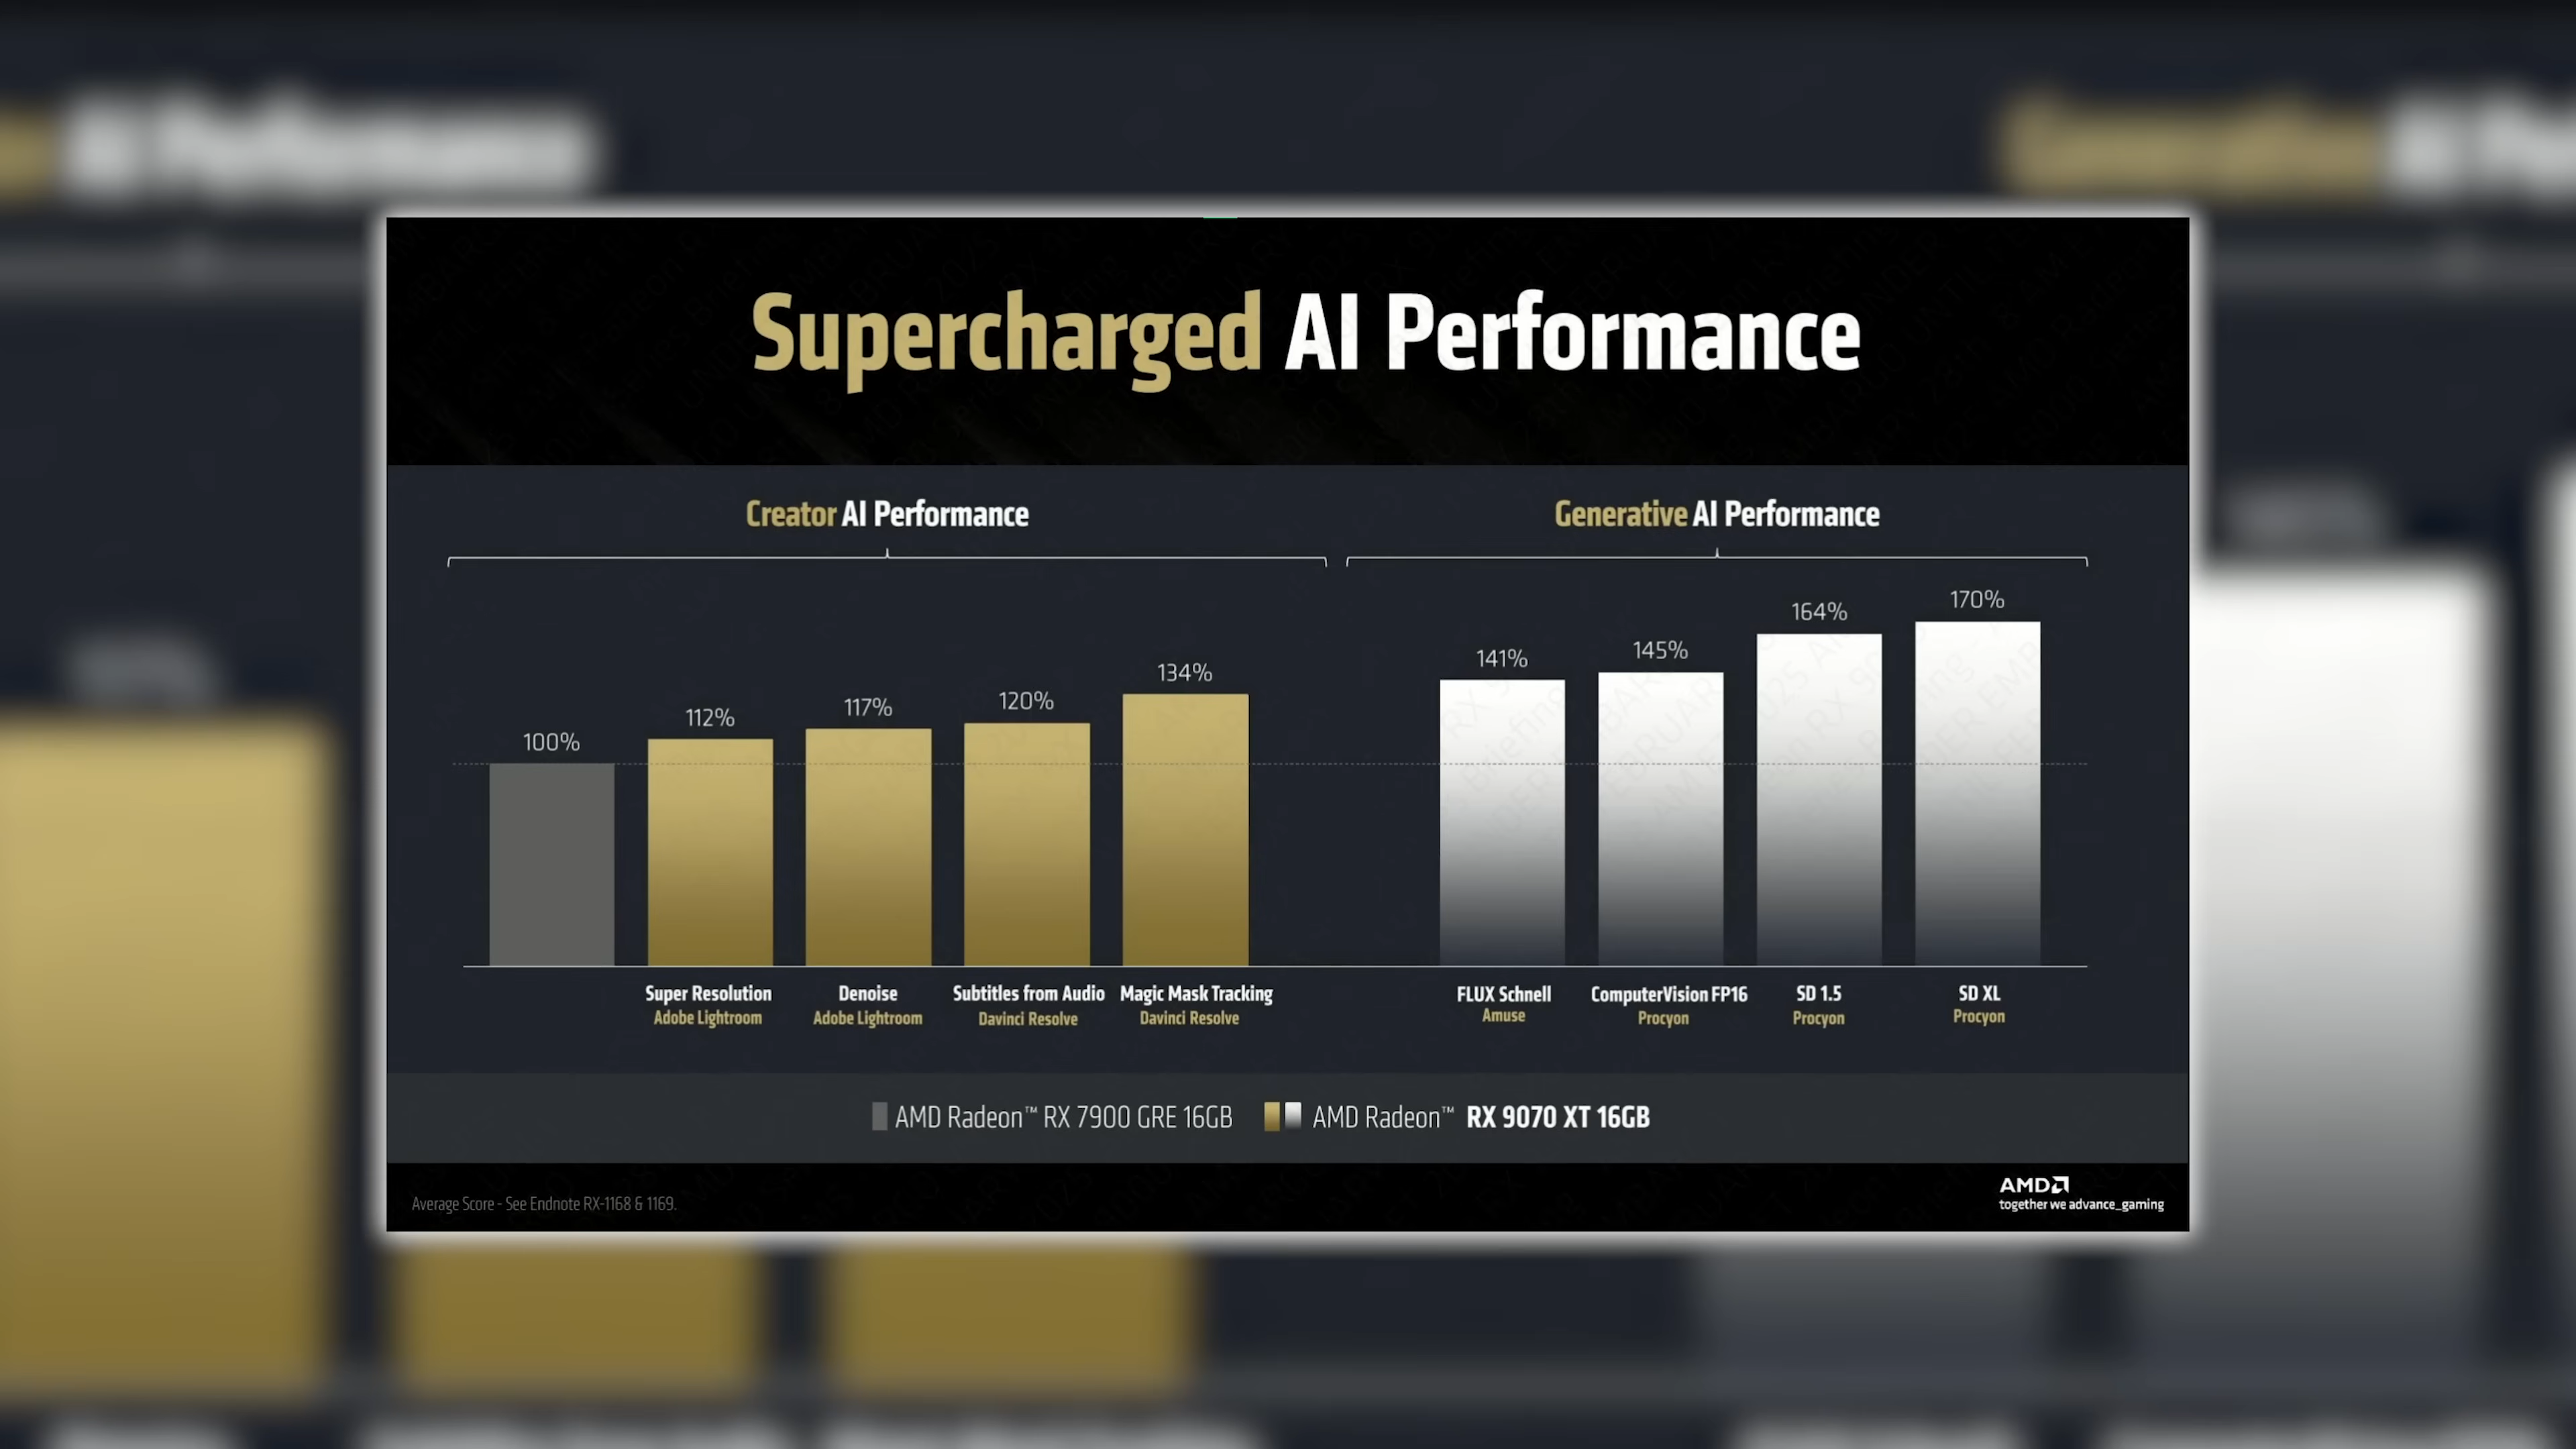 Supercharged AI Performance
Creator AI Performance
Generative AI Performance
100%
112%
117%
120%
134%
141%
145%
164%
170%
Super Resolution
Adobe Lightroom
Denoise
Adobe Lightroom
Subtitles from Audio
Davinci Resolve
Magic Mask Tracking
Davinci Resolve
FLUX Schnell
Amuse
ComputerVision FP16
Procyon
SD 1.5
Procyon
SD XL
Procyon
AMD Radeon™ RX 7900 GRE 16GB
AMD Radeon™ RX 9070 XT 16GB
Average Score - See Endnote RX-1168 & 1169.
AMD
together we advance_gaming